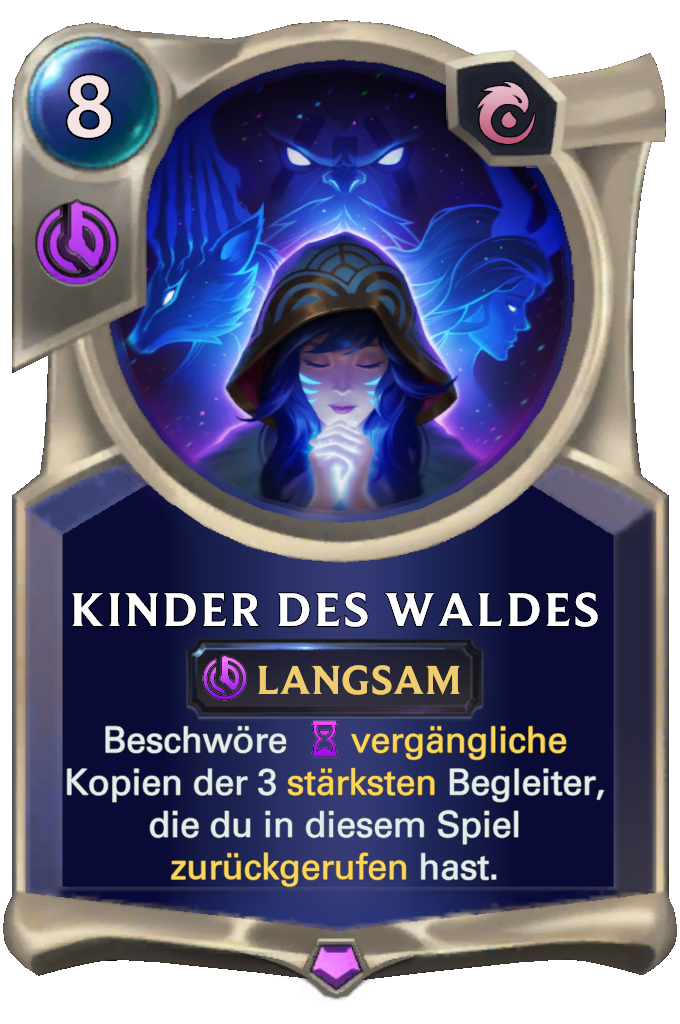 8
KINDER DES WALDES
LANGSAM
Beschwöre vergängliche
Kopien der 3 stärksten Begleiter,
die du in diesem Spiel
zurückgerufen hast.